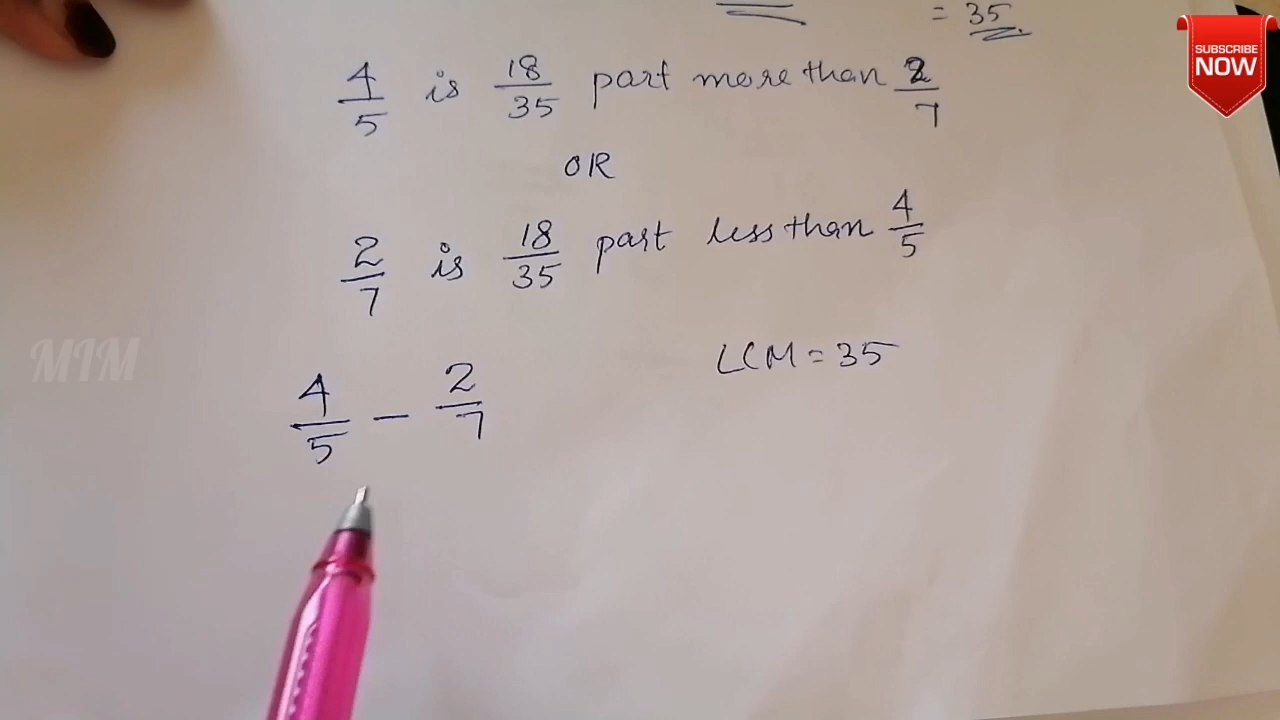 = 35
SUBSCRIBE
NOW
4/5 is 18/35 part more than 2/7
OR
2/7 is 18/35 part less than 4/5
MIM
LCM = 35
4/5 - 2/7